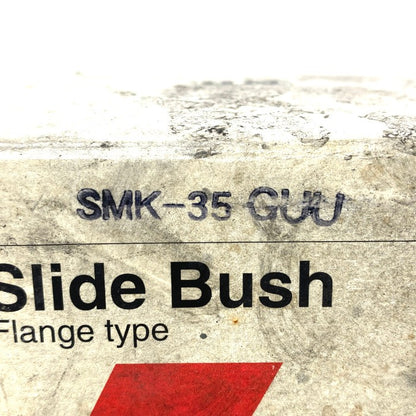 SMK-35 GUU
Slide Bush
Flange type